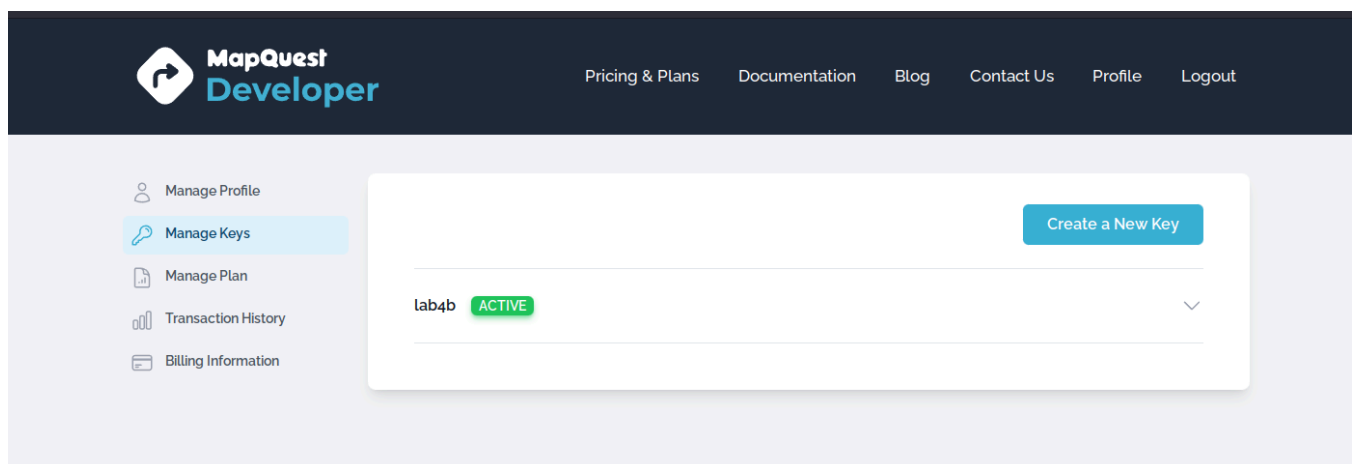 MapQuest
Developer
Pricing & Plans Documentation Blog Contact Us Profile Logout
Manage Profile
Manage Keys
Manage Plan
Transaction History
Billing Information
Create a New Key
lab4b ACTIVE